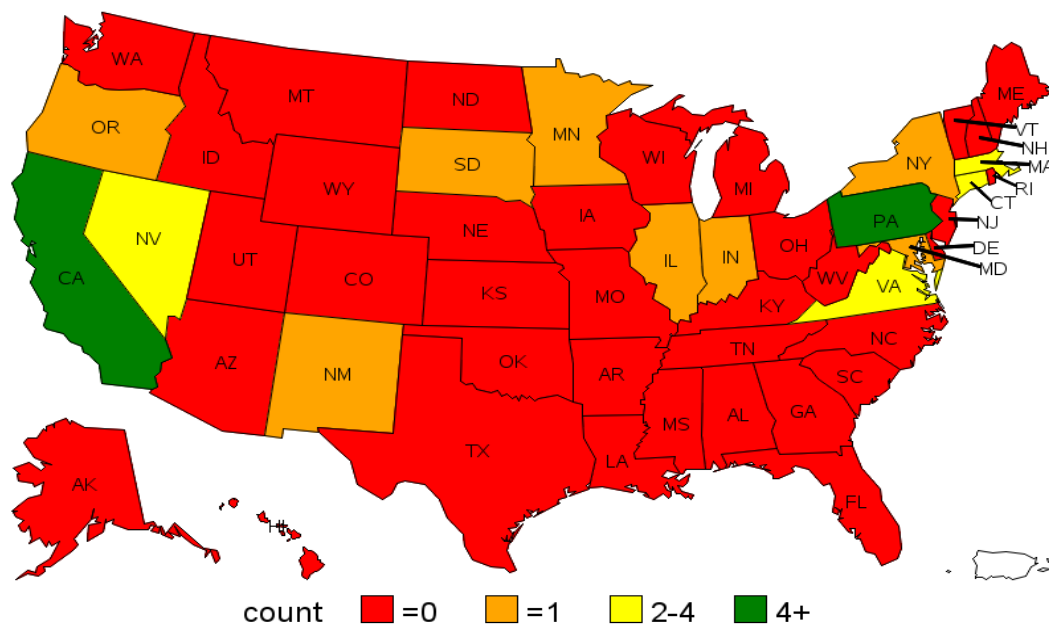 WA
MT
ND
MN
ME
OR
ID
SD
WI
NY
VT
NH
MA
WY
MI
RI
CT
NV
NE
IA
PA
NJ
CA
UT
CO
IL
IN
OH
DE
MD
KS
MO
WV
VA
KY
AZ
NM
OK
AR
TN
NC
SC
TX
MS
AL
GA
LA
AK
FL
HI
count =0 =1 2-4 4+